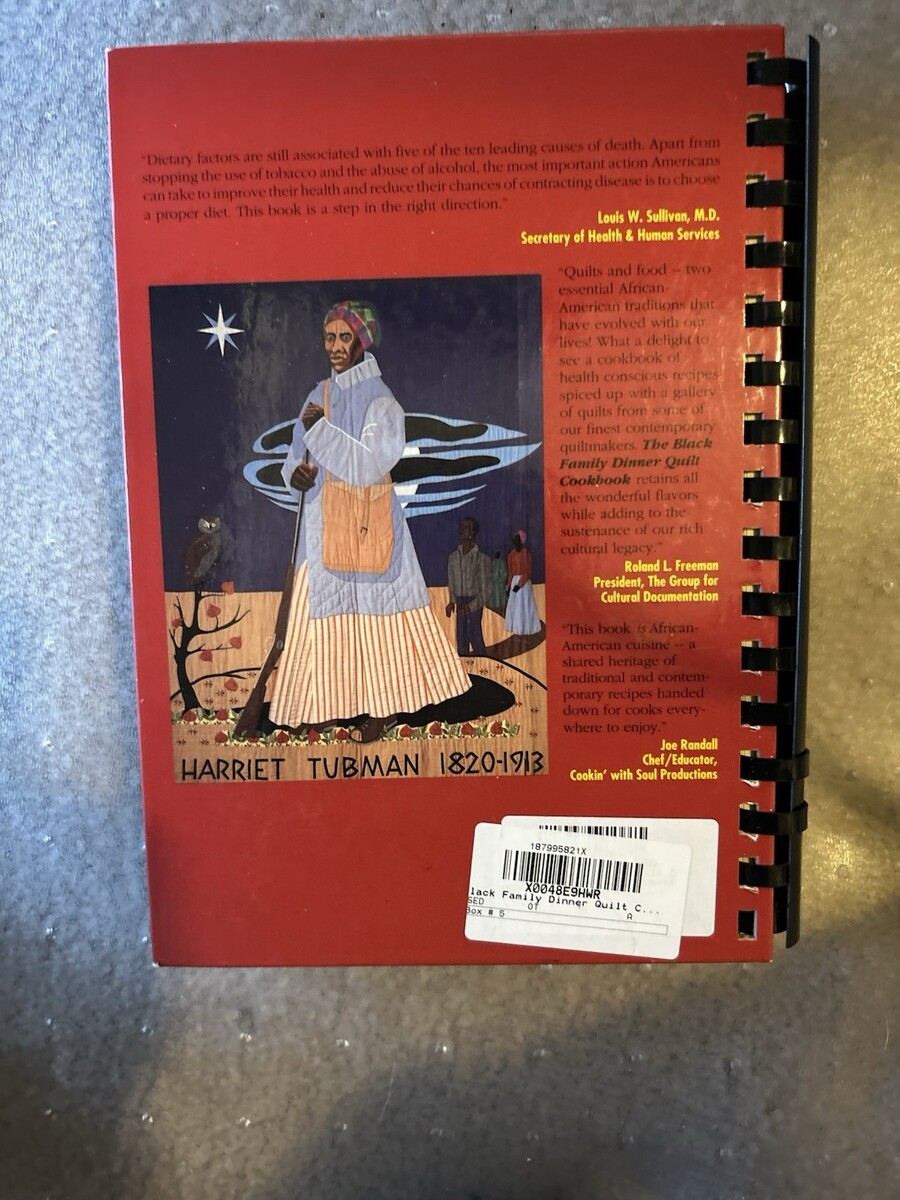 "Dietary factors are still associated with five of the ten leading causes of death. Apart from
stopping the use of tobacco and the abuse of alcohol, the most important action Americans
can take to improve their health and reduce their chances of contracting disease is to choose
a proper diet. This book is a step in the right direction."
Louis W. Sullivan, M.D.
Secretary of Health & Human Services
"Quilts and food – two
essential African-
American traditions that
have evolved with our
lives! What a delight to
see a cookbook of
health conscious recipes
spiced up with a gallery
of quilts from some of
our finest contemporary
quiltmakers. The Black
Family Dinner Quilt
Cookbook retains all
the wonderful flavors
while adding to the
sustenance of our rich
cultural legacy."
Roland L. Freeman
President, The Group for
Cultural Documentation
"This book is African-
American cuisine – a
shared heritage of
traditional and contem-
porary recipes handed
down for cooks every-
where to enjoy."
Joe Randall
Chef/Educator,
Cookin' with Soul Productions
HARRIET TUBMAN 1820-1913
187995821X
X0048E9HWR
lack Family Dinner Quilt C...
SED OT A
Box # 5